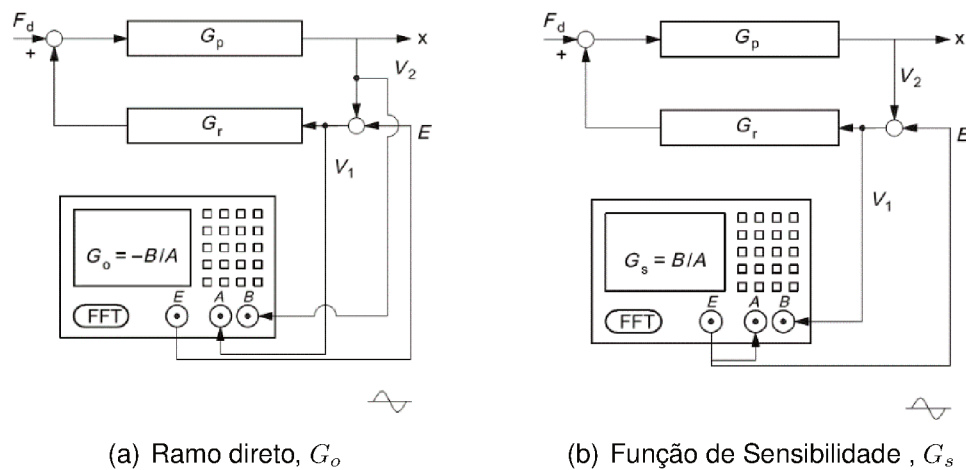 F_d
+
G_p
x
V_2
G_r
E
V_1
G_o = –B/A
E A B
FFT
(a) Ramo direto, G_o
F_d
+
G_p
x
V_2
G_r
E
V_1
G_s = B/A
E A B
FFT
(b) Função de Sensibilidade , G_s